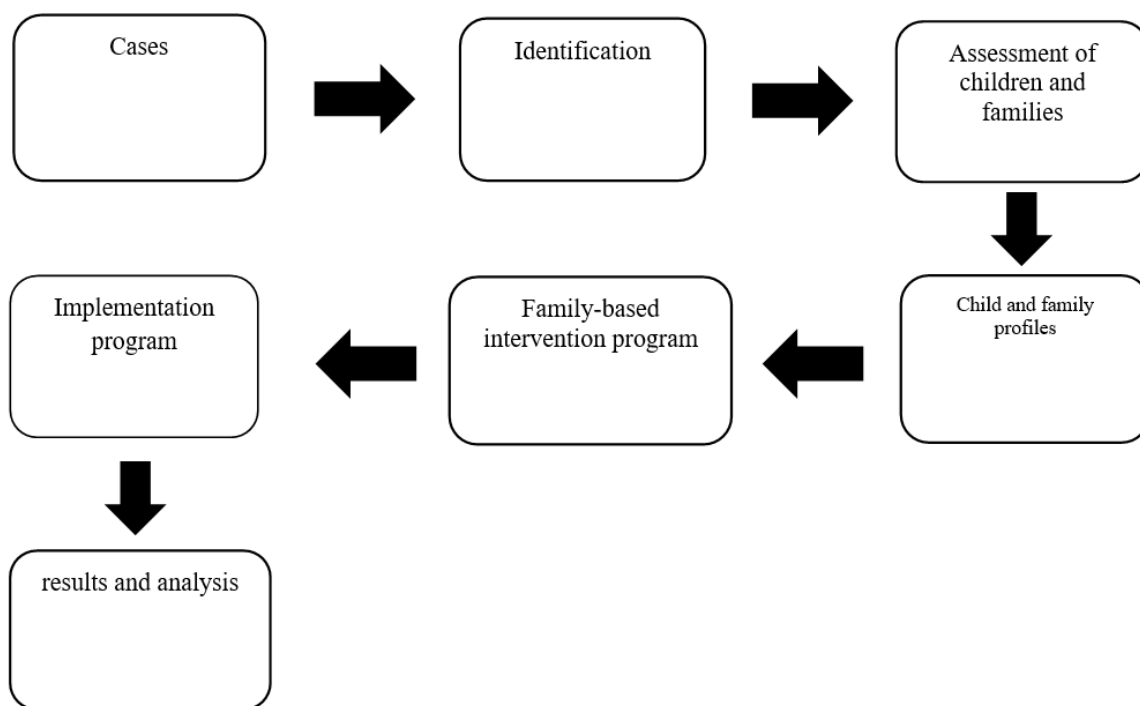 Cases
Identification
Assessment of
children and
families
Child and family
profiles
Family-based
intervention program
Implementation
program
results and analysis